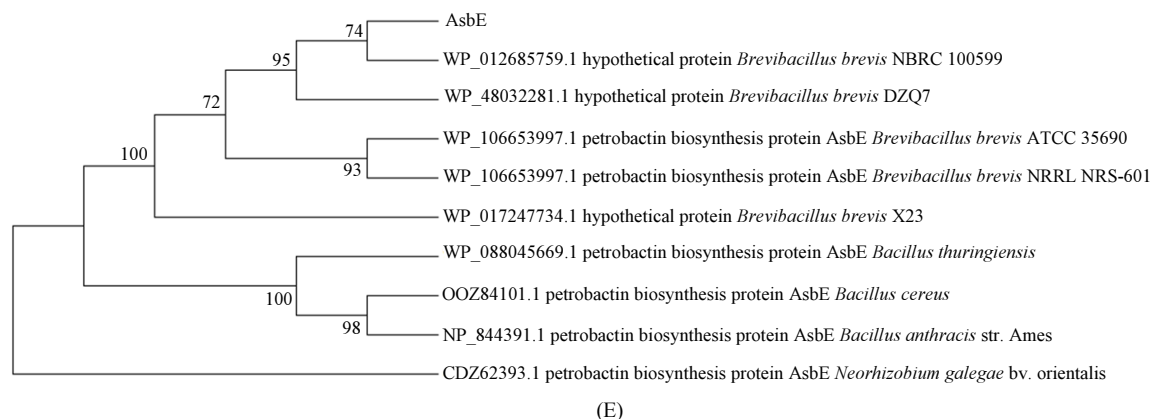 AsbE
74
WP_012685759.1 hypothetical protein Brevibacillus brevis NBRC 100599
95
WP_48032281.1 hypothetical protein Brevibacillus brevis DZQ7
72
WP_106653997.1 petrobactin biosynthesis protein AsbE Brevibacillus brevis ATCC 35690
93
WP_106653997.1 petrobactin biosynthesis protein AsbE Brevibacillus brevis NRRL NRS-601
100
WP_017247734.1 hypothetical protein Brevibacillus brevis X23
WP_088045669.1 petrobactin biosynthesis protein AsbE Bacillus thuringiensis
100
OOZ84101.1 petrobactin biosynthesis protein AsbE Bacillus cereus
98
NP_844391.1 petrobactin biosynthesis protein AsbE Bacillus anthracis str. Ames
CDZ62393.1 petrobactin biosynthesis protein AsbE Neorhizobium galegae bv. orientalis
(E)